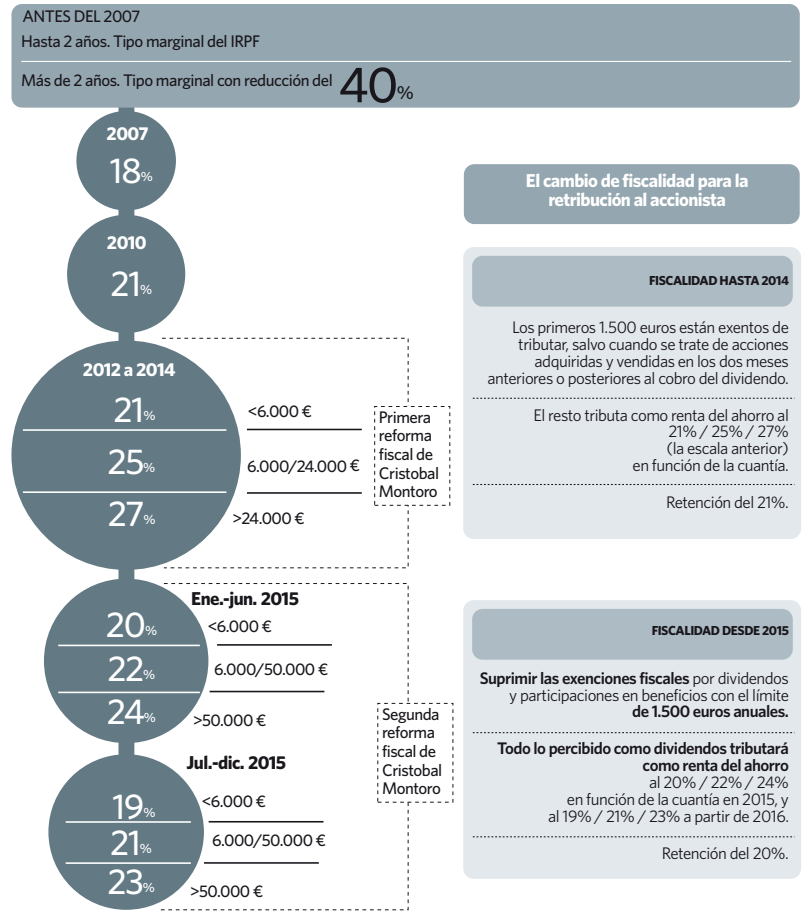 ANTES DEL 2007
Hasta 2 años. Tipo marginal del IRPF
Más de 2 años. Tipo marginal con reducción del 40%
2007
18%
2010
21%
2012 a 2014
21%
<6.000 €
25%
6.000/24.000 €
27%
>24.000 €
Primera
reforma
fiscal de
Cristobal
Montoro
Ene.-jun. 2015
20%
<6.000 €
22%
6.000/50.000 €
24%
>50.000 €
Jul.-dic. 2015
19%
<6.000 €
21%
6.000/50.000 €
23%
>50.000 €
Segunda
reforma
fiscal de
Cristobal
Montoro
El cambio de fiscalidad para la
retribución al accionista
FISCALIDAD HASTA 2014
Los primeros 1.500 euros están exentos de
tributar, salvo cuando se trate de acciones
adquiridas y vendidas en los dos meses
anteriores o posteriores al cobro del dividendo.
El resto tributa como renta del ahorro al
21% / 25% / 27%
(la escala anterior)
en función de la cuantía.
Retención del 21%.
FISCALIDAD DESDE 2015
Suprimir las exenciones fiscales por dividendos
y participaciones en beneficios con el límite
de 1.500 euros anuales.
Todo lo percibido como dividendos tributará
como renta del ahorro
al 20% / 22% / 24%
en función de la cuantía en 2015, y
al 19% / 21% / 23% a partir de 2016.
Retención del 20%.